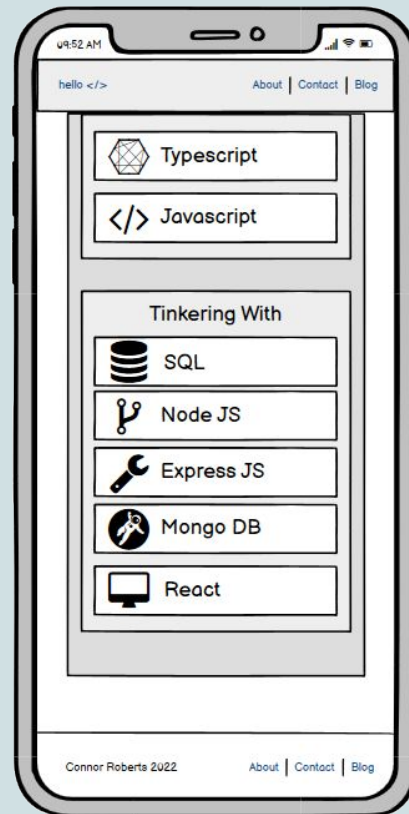 09:52 AM
hello </> About | Contact | Blog
Typescript
</> Javascript
Tinkering With
SQL
Node JS
Express JS
Mongo DB
React
Connor Roberts 2022 About | Contact | Blog